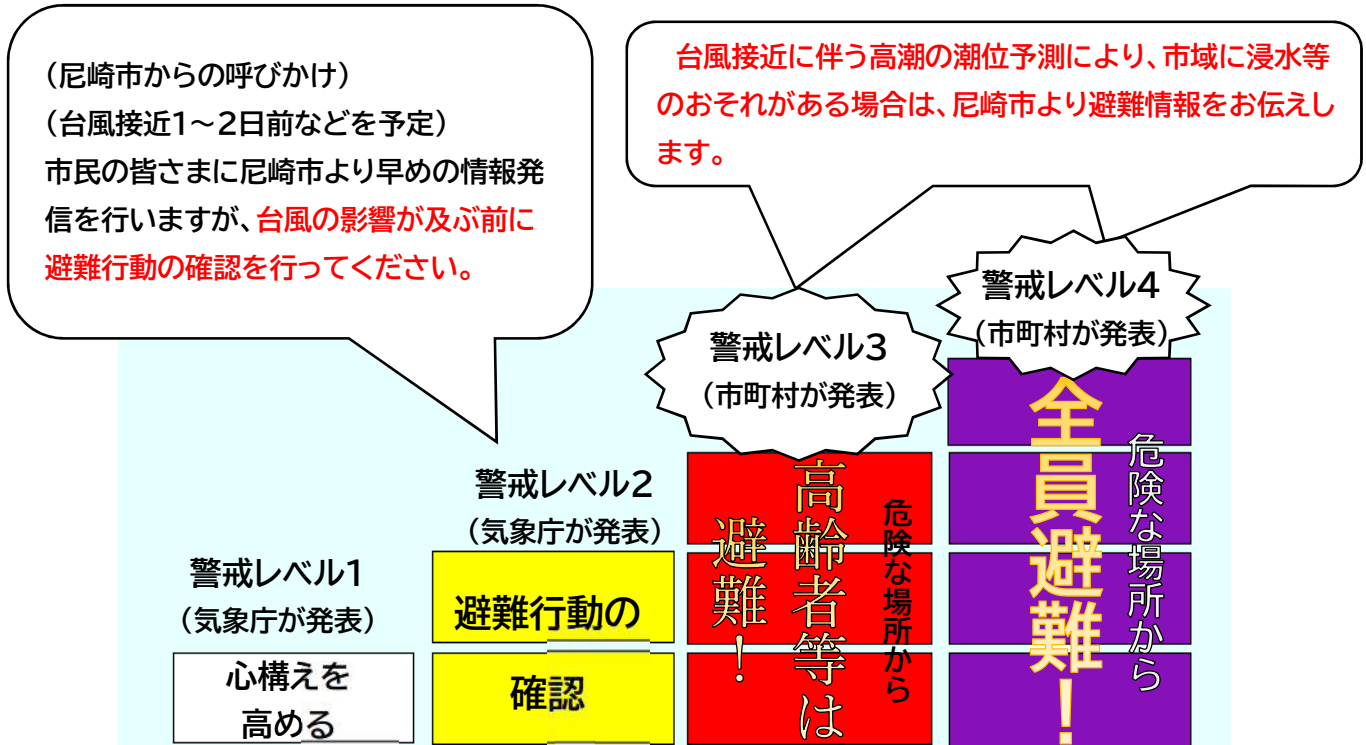 (尼崎市からの呼びかけ)
(台風接近1～2日前などを予定)
市民の皆さまに尼崎市より早めの情報発
信を行いますが、台風の影響が及ぶ前に
避難行動の確認を行ってください。
台風接近に伴う高潮の潮位予測により、市域に浸水等
のおそれがある場合は、尼崎市より避難情報をお伝えし
ます。
警戒レベル1
(気象庁が発表)
心構えを
高める
警戒レベル2
(気象庁が発表)
避難行動の
確認
警戒レベル3
(市町村が発表)
危険な場所から
高齢者等は
避難！
警戒レベル4
(市町村が発表)
危険な場所から
全員避難！